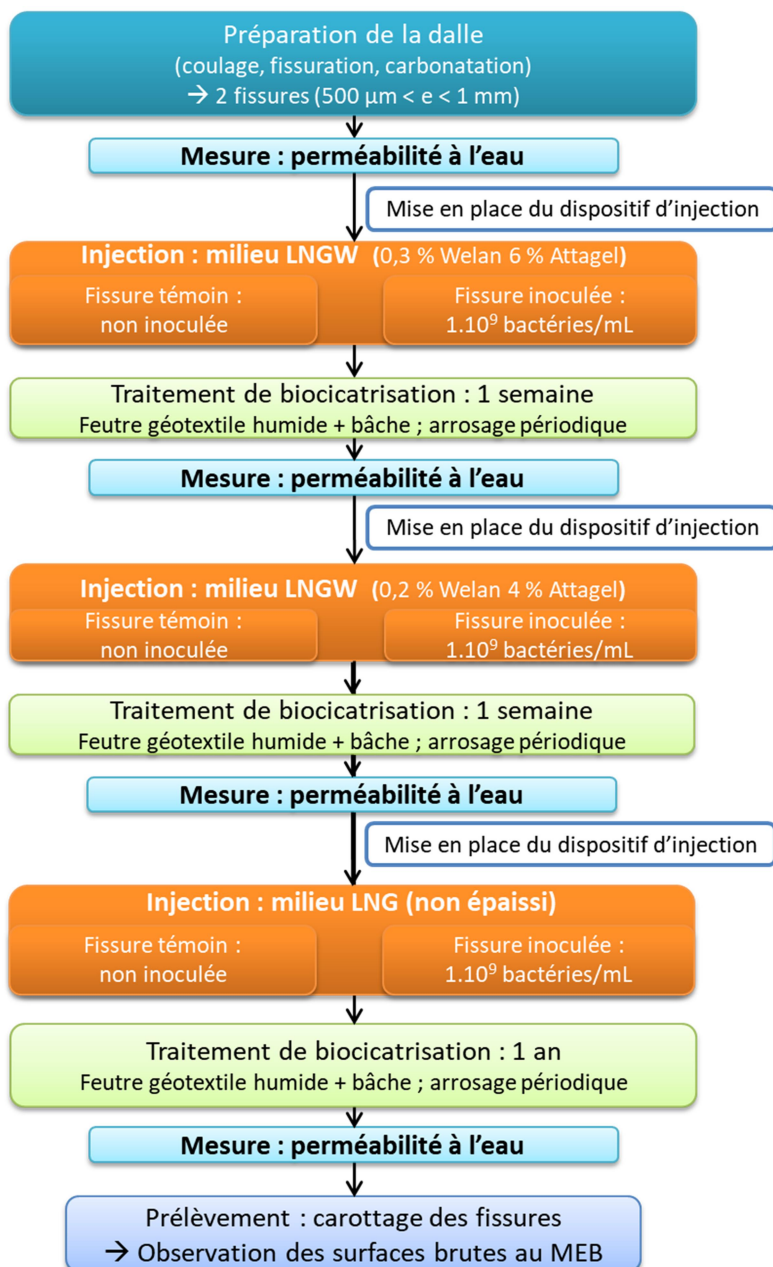 Préparation de la dalle
(coulage, fissuration, carbonatation)
→ 2 fissures (500 µm < e < 1 mm)
Mesure : perméabilité à l'eau
Mise en place du dispositif d'injection
Injection : milieu LNGW (0,3 % Welan 6 % Attagel)
Fissure témoin :
non inoculée
Fissure inoculée :
1.10⁹ bactéries/mL
Traitement de biocicatrisation : 1 semaine
Feutre géotextile humide + bâche ; arrosage périodique
Mesure : perméabilité à l'eau
Mise en place du dispositif d'injection
Injection : milieu LNGW (0,2 % Welan 4 % Attagel)
Fissure témoin :
non inoculée
Fissure inoculée :
1.10⁹ bactéries/mL
Traitement de biocicatrisation : 1 semaine
Feutre géotextile humide + bâche ; arrosage périodique
Mesure : perméabilité à l'eau
Mise en place du dispositif d'injection
Injection : milieu LNG (non épaissi)
Fissure témoin :
non inoculée
Fissure inoculée :
1.10⁹ bactéries/mL
Traitement de biocicatrisation : 1 an
Feutre géotextile humide + bâche ; arrosage périodique
Mesure : perméabilité à l'eau
Prélèvement : carottage des fissures
→ Observation des surfaces brutes au MEB